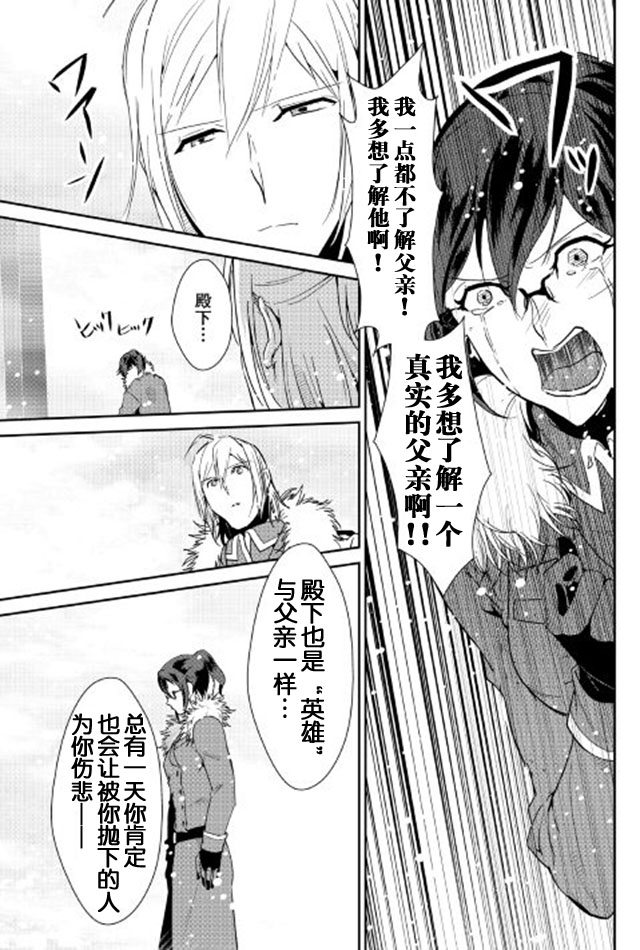 我一点都不了解父亲！
我多想了解他啊！
我多想了解一个
真实的父亲啊!!
ワァーン
殿下…
ヒック
ヒック
殿下也是“英雄”
与父亲一样…
总有一天你肯定
也会让被你抛下的人
为你伤悲——